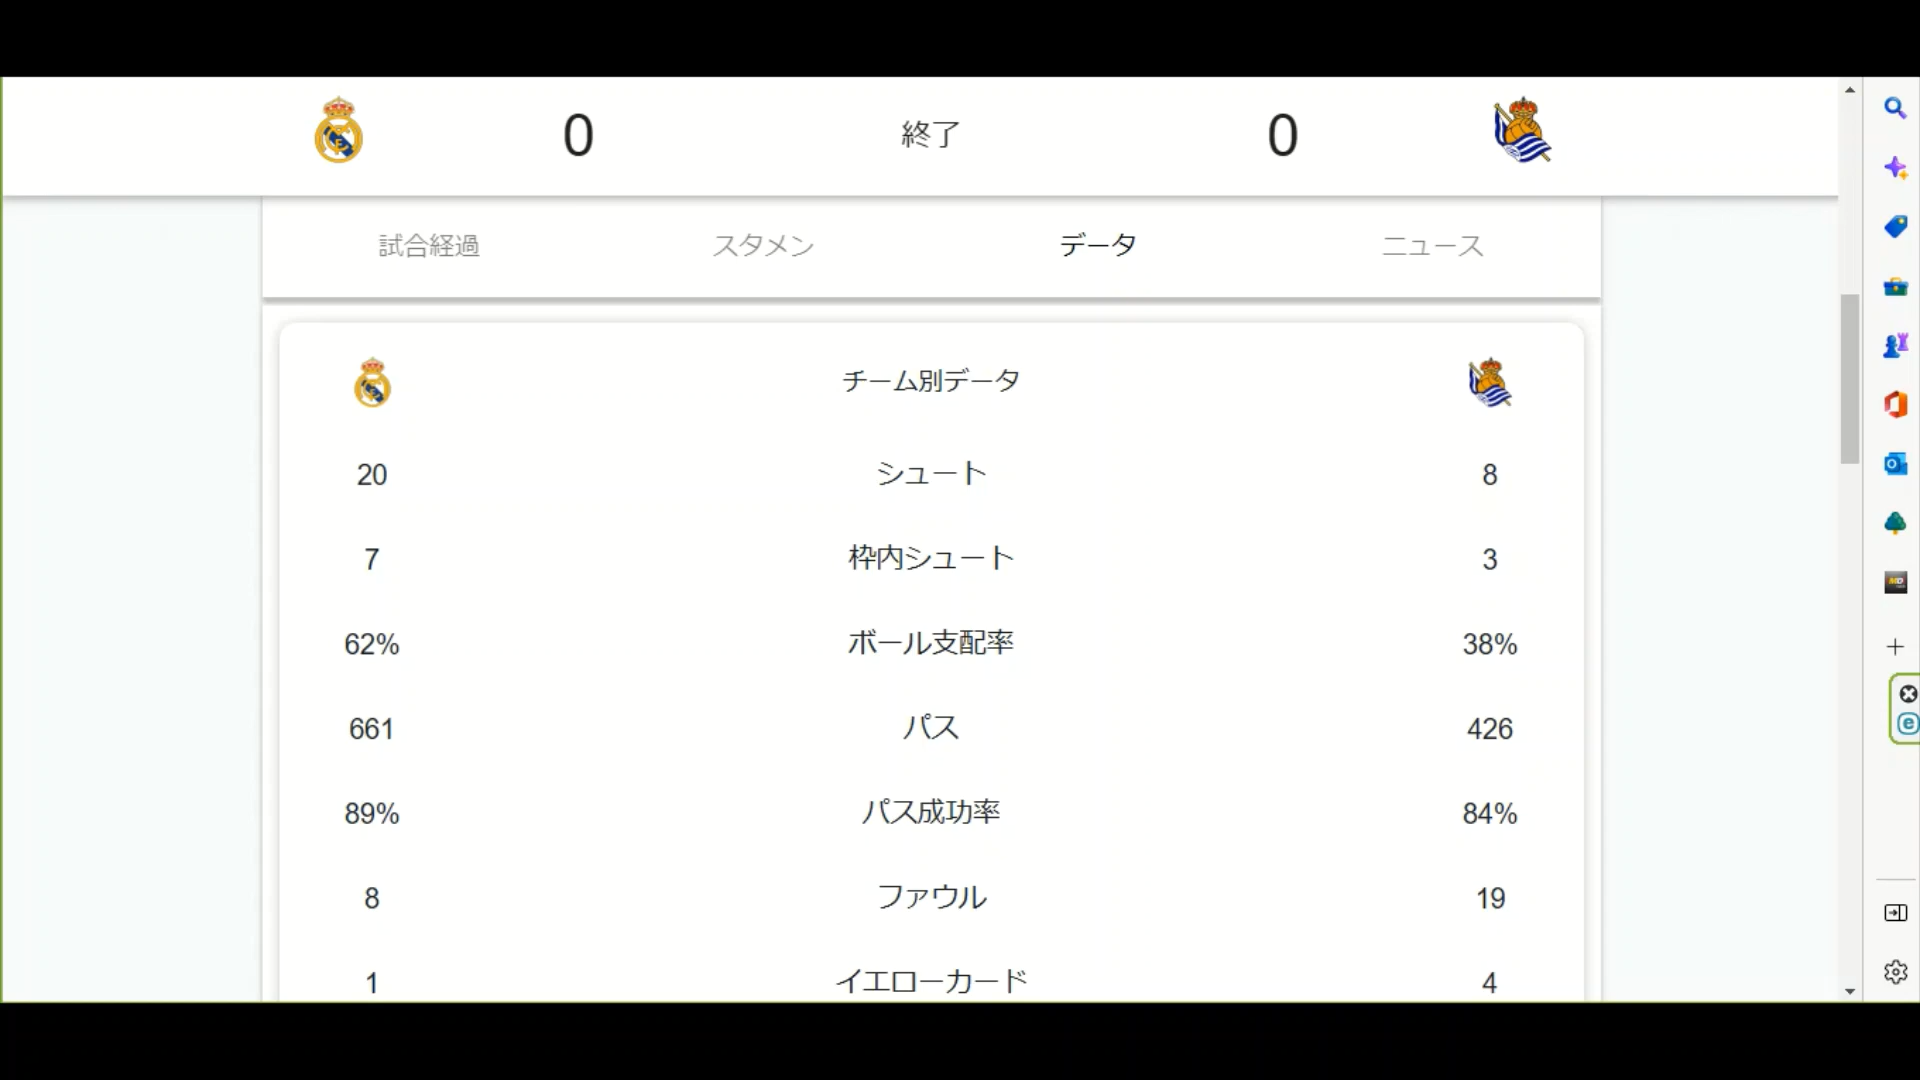 0 終了 0
試合経過 スタメン データ ニュース
チーム別データ
20 シュート 8
7 枠内シュート 3
62% ボール支配率 38%
661 パス 426
89% パス成功率 84%
8 ファウル 19
1 イエローカード 4